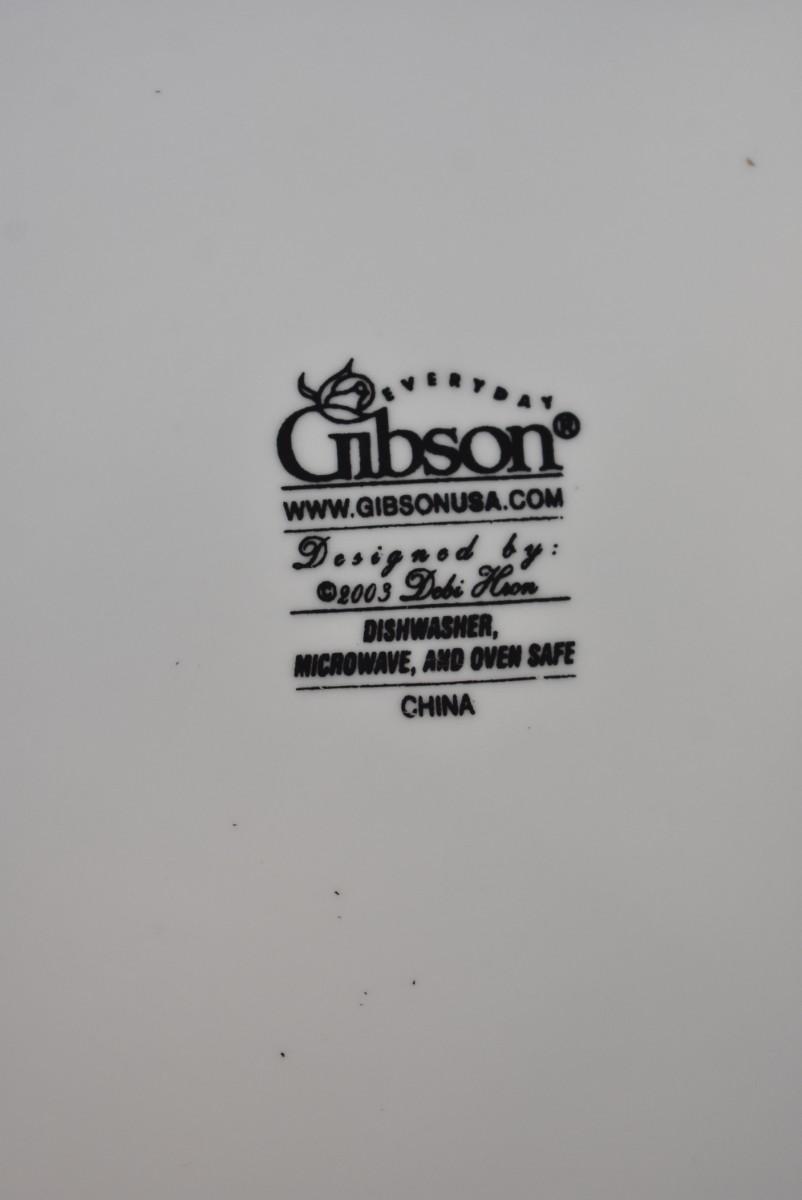 EVERYDAY
Gibson®
WWW.GIBSONUSA.COM
Designed by:
©2003 Debi Hron
DISHWASHER,
MICROWAVE, AND OVEN SAFE
CHINA